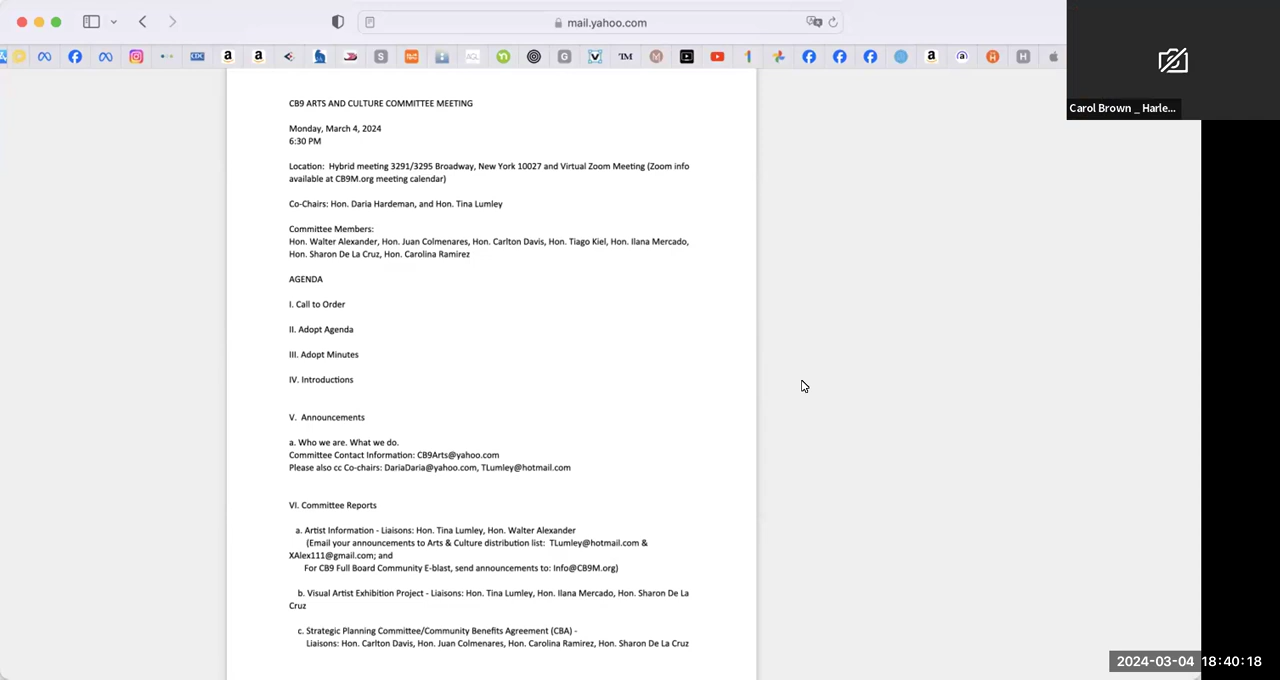 mail.yahoo.com
Carol Brown _ Harle...
CB9 ARTS AND CULTURE COMMITTEE MEETING
Monday, March 4, 2024
6:30 PM
Location:  Hybrid meeting 3291/3295 Broadway, New York 10027 and Virtual Zoom Meeting (Zoom info
available at CB9M.org meeting calendar)
Co-Chairs: Hon. Daria Hardeman, and Hon. Tina Lumley
Committee Members:
Hon. Walter Alexander, Hon. Juan Colmenares, Hon. Carlton Davis, Hon. Tiago Kiel, Hon. Ilana Mercado,
Hon. Sharon De La Cruz, Hon. Carolina Ramirez
AGENDA
I. Call to Order
II. Adopt Agenda
III. Adopt Minutes
IV. Introductions
V.  Announcements
a. Who we are. What we do.
Committee Contact Information: CB9Arts@yahoo.com
Please also cc Co-chairs: DariaDaria@yahoo.com, TLumley@hotmail.com
VI. Committee Reports
a. Artist Information - Liaisons: Hon. Tina Lumley, Hon. Walter Alexander
(Email your announcements to Arts & Culture distribution list:  TLumley@hotmail.com &
XAlex111@gmail.com; and
For CB9 Full Board Community E-blast, send announcements to: Info@CB9M.org)
b. Visual Artist Exhibition Project - Liaisons: Hon. Tina Lumley, Hon. Ilana Mercado, Hon. Sharon De La
Cruz
c. Strategic Planning Committee/Community Benefits Agreement (CBA) -
Liaisons: Hon. Carlton Davis, Hon. Juan Colmenares, Hon. Carolina Ramirez, Hon. Sharon De La Cruz
2024-03-04 18:40:18